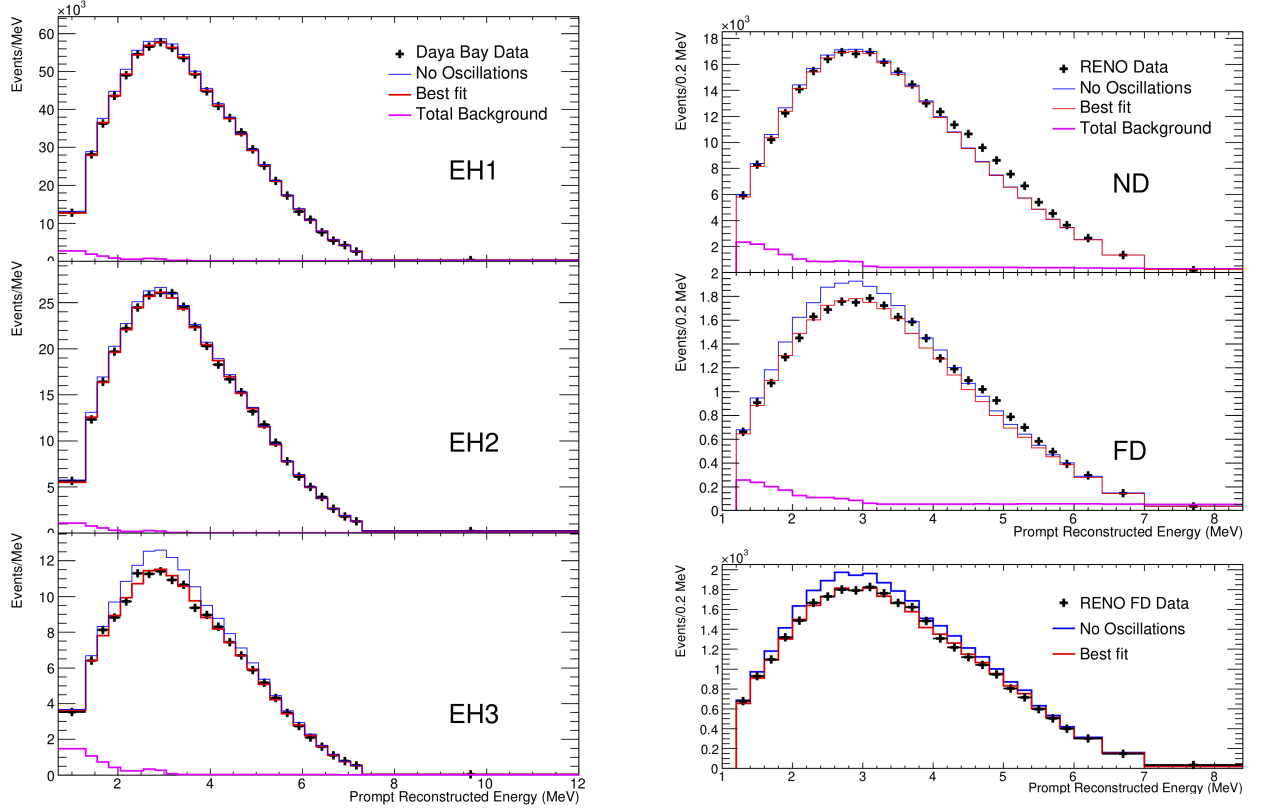 ×10³
Events/MeV
60
50
40
30
20
10
0
Daya Bay Data
No Oscillations
Best fit
Total Background
EH1
Events/MeV
25
20
15
10
5
0
EH2
Events/MeV
12
10
8
6
4
2
0
EH3
2 4 6 8 10 12
Prompt Reconstructed Energy (MeV)
×10³
Events/0.2 MeV
18
16
14
12
10
8
6
4
2
RENO Data
No Oscillations
Best fit
Total Background
ND
Events/0.2 MeV
2
1.8
1.6
1.4
1.2
1
0.8
0.6
0.4
0.2
0
FD
1 2 3 4 5 6 7 8
Prompt Reconstructed Energy (MeV)
×10³
Events/0.2 MeV
2
1.8
1.6
1.4
1.2
1
0.8
0.6
0.4
0.2
0
RENO FD Data
No Oscillations
Best fit
1 2 3 4 5 6 7 8
Prompt Reconstructed Energy (MeV)